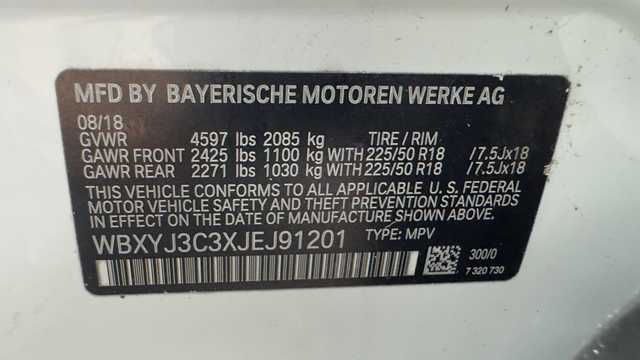 MFD BY BAYERISCHE MOTOREN WERKE AG
08/18
GVWR 4597 lbs 2085 kg TIRE / RIM
GAWR FRONT 2425 lbs 1100 kg WITH 225/50 R18 /7.5Jx18
GAWR REAR 2271 lbs 1030 kg WITH 225/50 R18 /7.5Jx18
THIS VEHICLE CONFORMS TO ALL APPLICABLE U. S. FEDERAL
MOTOR VEHICLE SAFETY AND THEFT PREVENTION STANDARDS
IN EFFECT ON THE DATE OF MANUFACTURE SHOWN ABOVE.
WBXYJ3C3XJEJ91201 TYPE: MPV
300/0
7 320 730